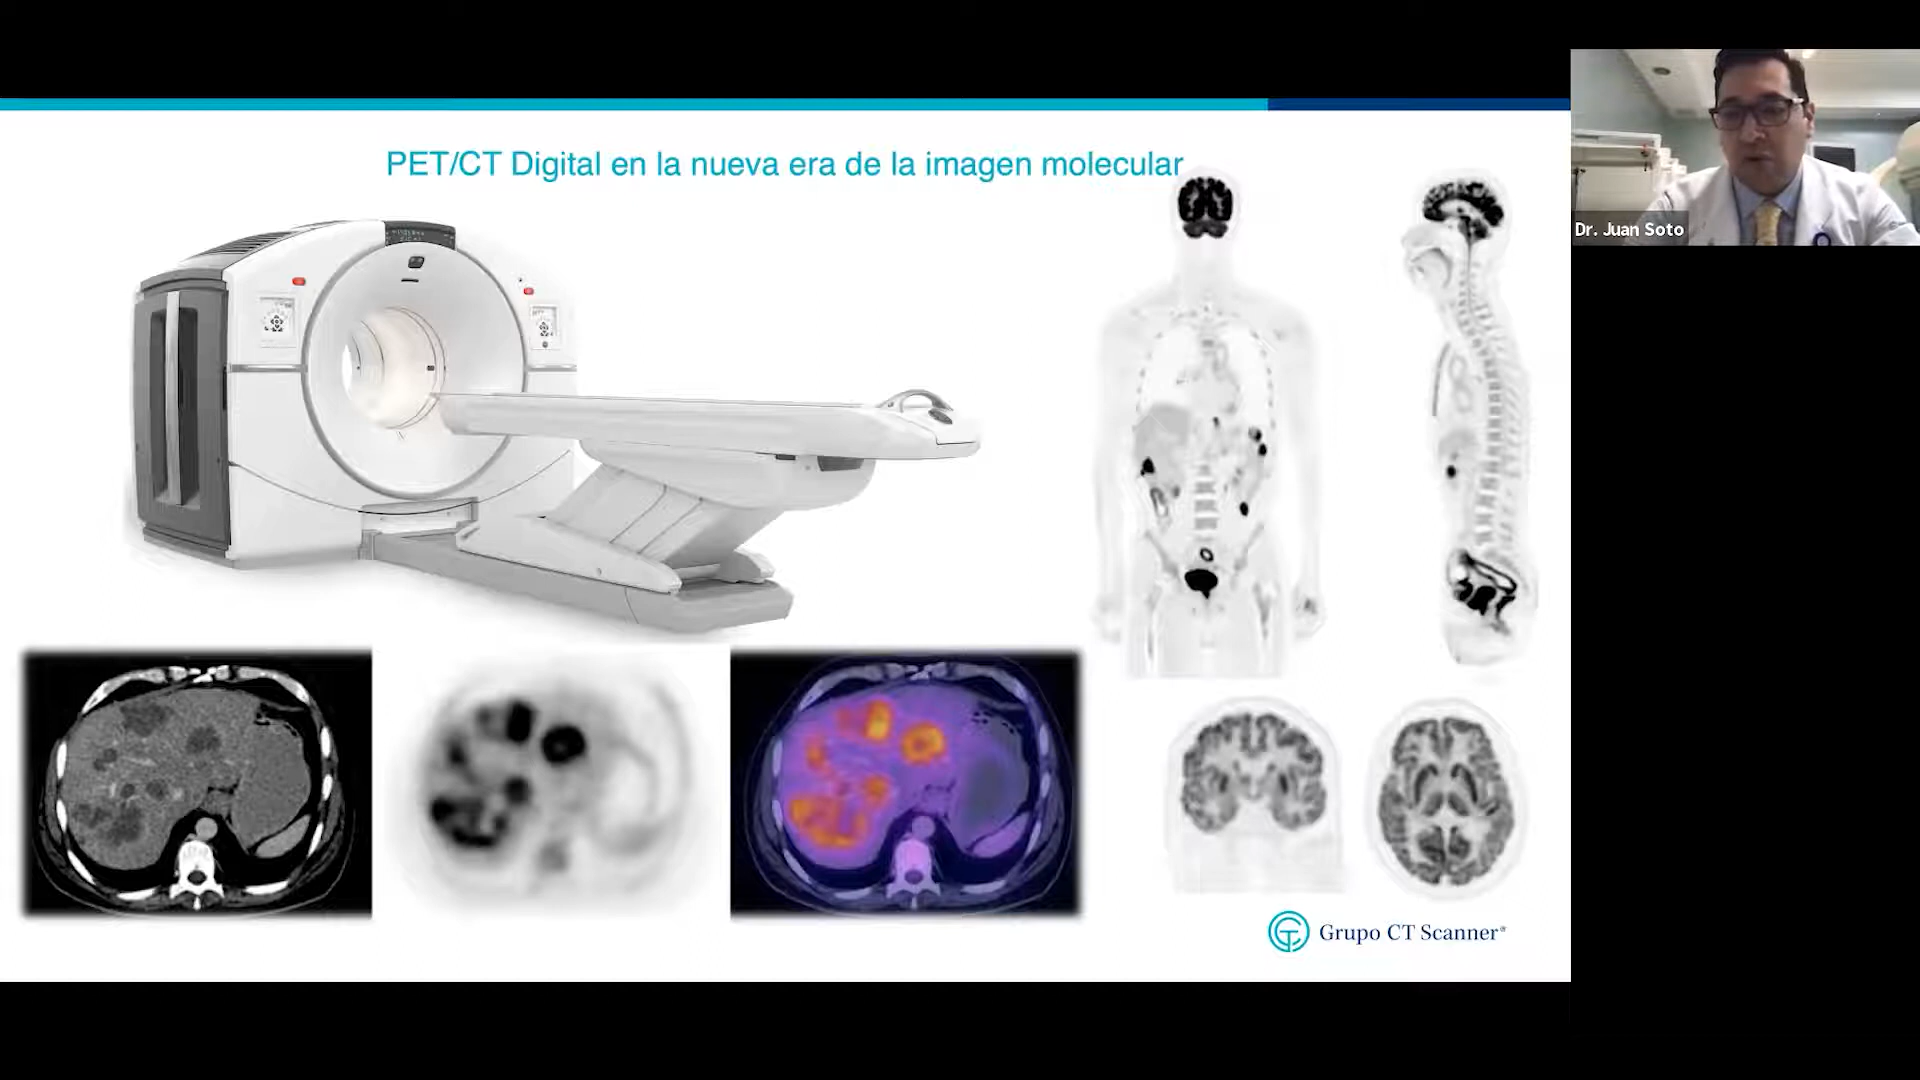 PET/CT Digital en la nueva era de la imagen molecular
Dr. Juan Soto
Grupo CT Scanner®